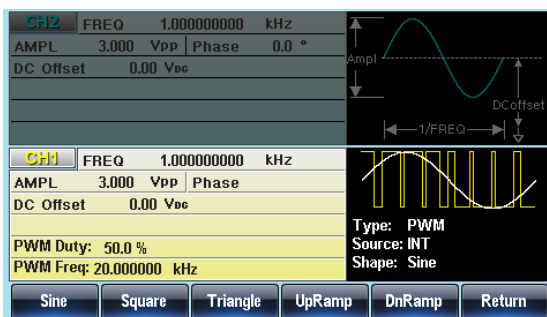 CH2 FREQ 1.000000000 kHz
AMPL 3.000 Vpp Phase 0.0 °
DC Offset 0.00 VDC
Ampl
DCoffset
1/FREQ
CH1 FREQ 1.000000000 kHz
AMPL 3.000 Vpp Phase
DC Offset 0.00 VDC
PWM Duty: 50.0 %
PWM Freq: 20.000000 kHz
Type: PWM
Source: INT
Shape: Sine
Sine Square Triangle UpRamp DnRamp Return